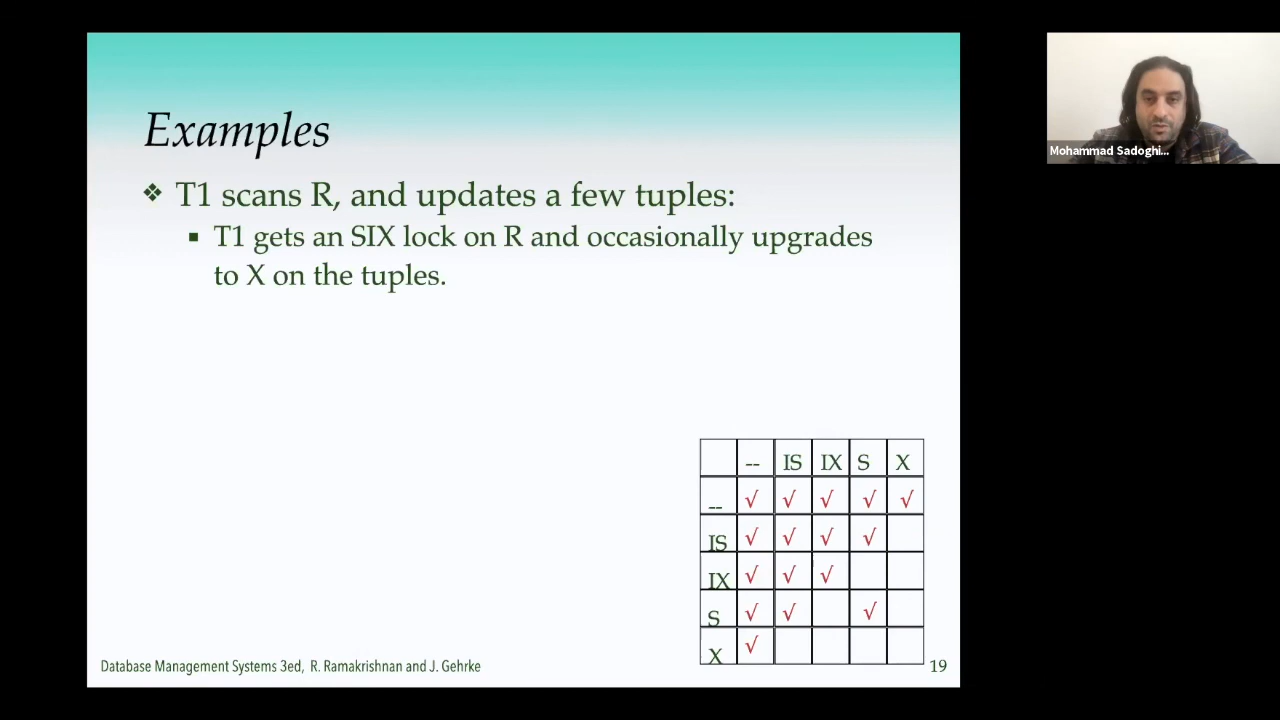 Examples
❖ T1 scans R, and updates a few tuples:
▪ T1 gets an SIX lock on R and occasionally upgrades
to X on the tuples.
-- IS IX S X
-- √ √ √ √ √
IS √ √ √ √
IX √ √ √
S √ √ √
X √
Database Management Systems 3ed, R. Ramakrishnan and J. Gehrke
19
Mohammad Sadoghi...